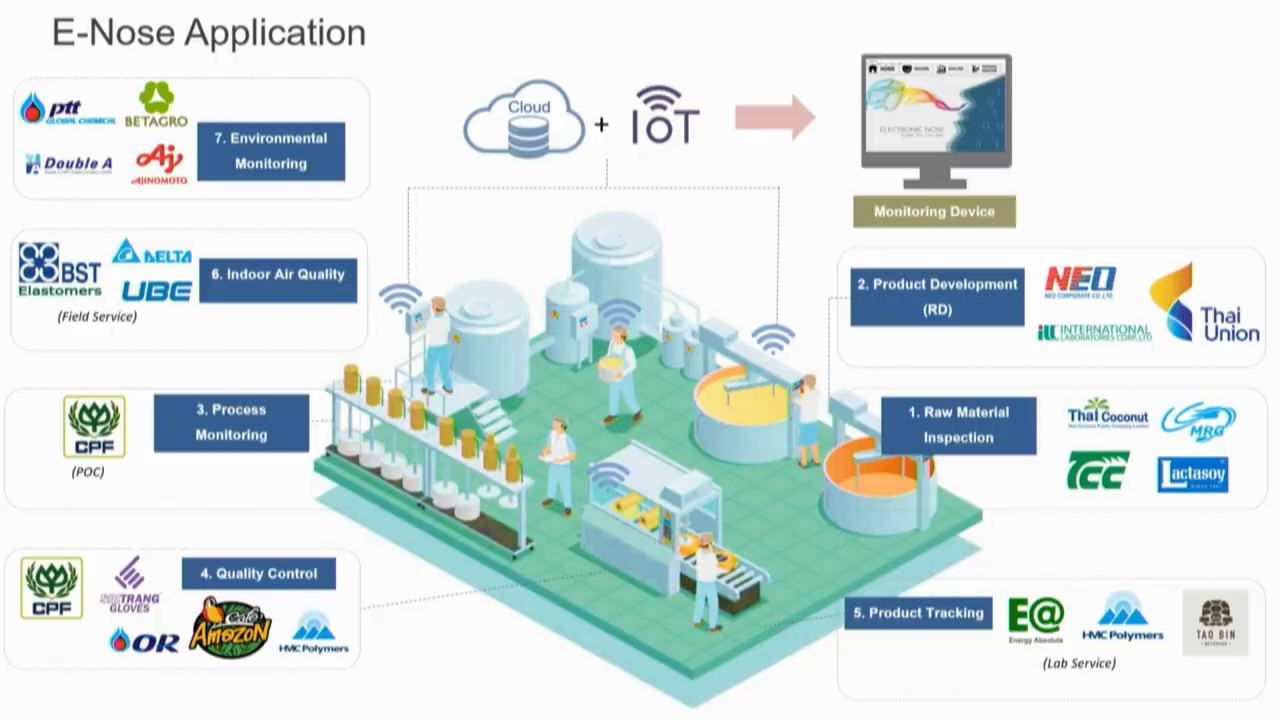 E-Nose Application
Cloud
+
IoT
HOME
ELECTRONIC NOSE
Monitoring Device
ptt
GLOBAL CHEMICAL
BETAGRO
Double A
AJINOMOTO
7. Environmental
Monitoring
BST
Elastomers
DELTA
UBE
6. Indoor Air Quality
(Field Service)
2. Product Development
(RD)
NEO
NEO CORPORATE CO.,LTD.
INTERNATIONAL
LABORATORIES CORP.,LTD
Thai
Union
CPF
(POC)
3. Process
Monitoring
1. Raw Material
Inspection
Thai Coconut
MRG
TCC
Lactasoy
CPF
SRITRANG
GLOVES
4. Quality Control
OR
Café
Amazon
HMC Polymers
5. Product Tracking
E@
Energy Absolute
HMC Polymers
TAO BIN
(Lab Service)